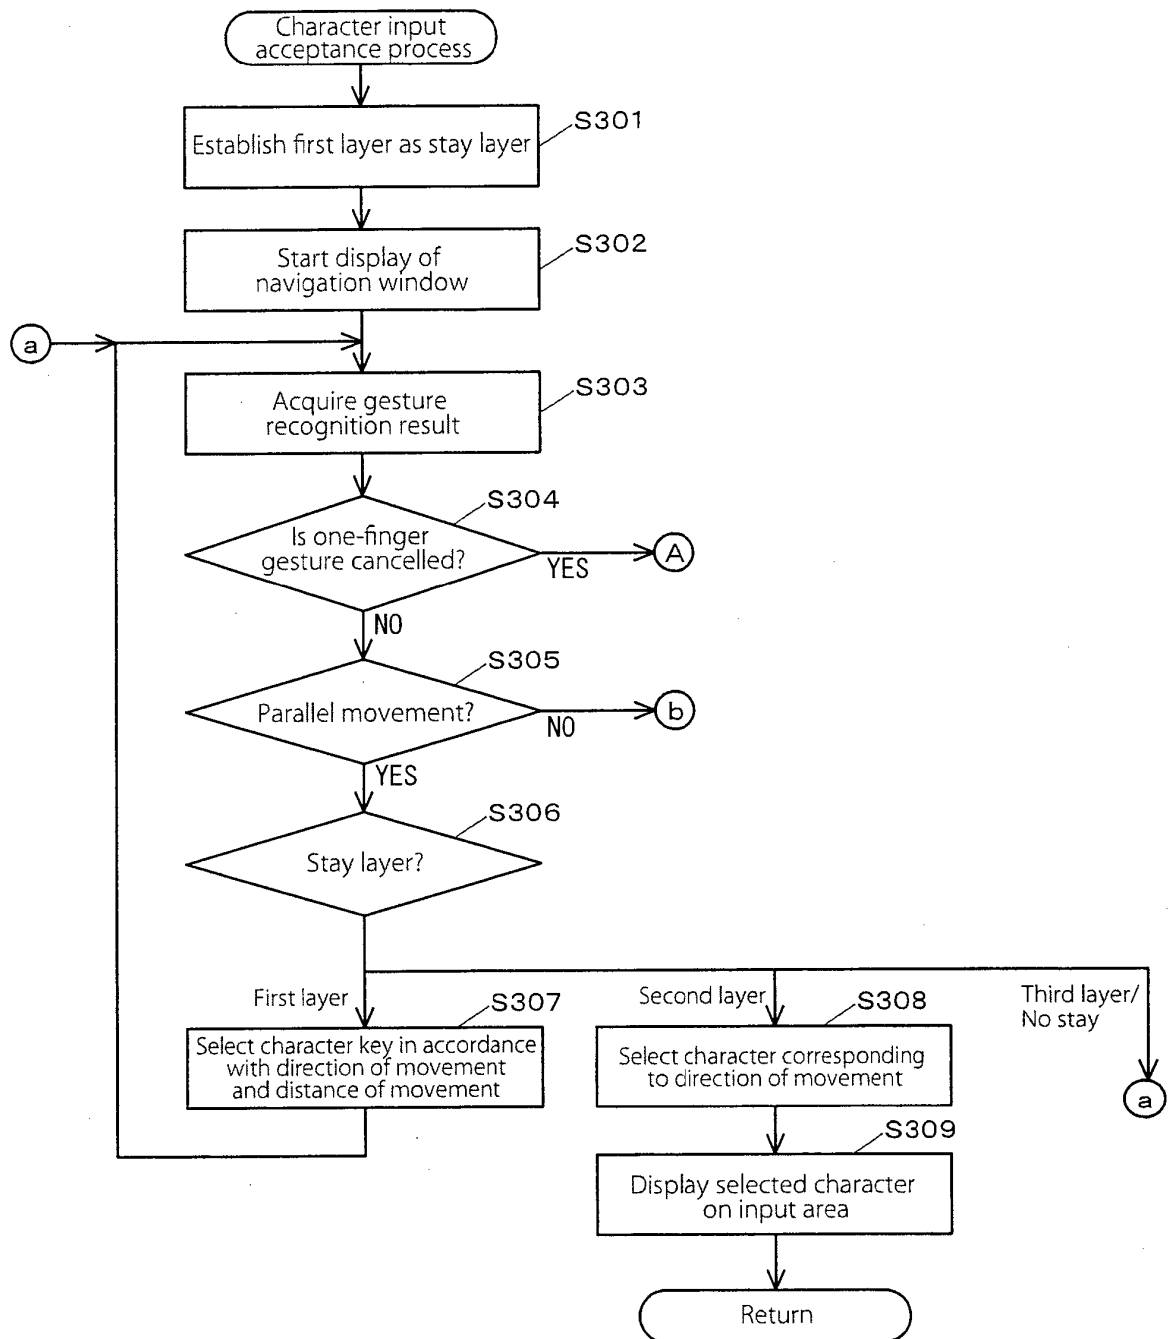 Character input
acceptance process
S301
Establish first layer as stay layer
S302
Start display of
navigation window
a
S303
Acquire gesture
recognition result
S304
Is one-finger
gesture cancelled?
YES
A
NO
S305
Parallel movement?
NO
b
YES
S306
Stay layer?
First layer
S307
Select character key in accordance
with direction of movement
and distance of movement
Second layer
S308
Select character corresponding
to direction of movement
Third layer/
No stay
a
S309
Display selected character
on input area
Return